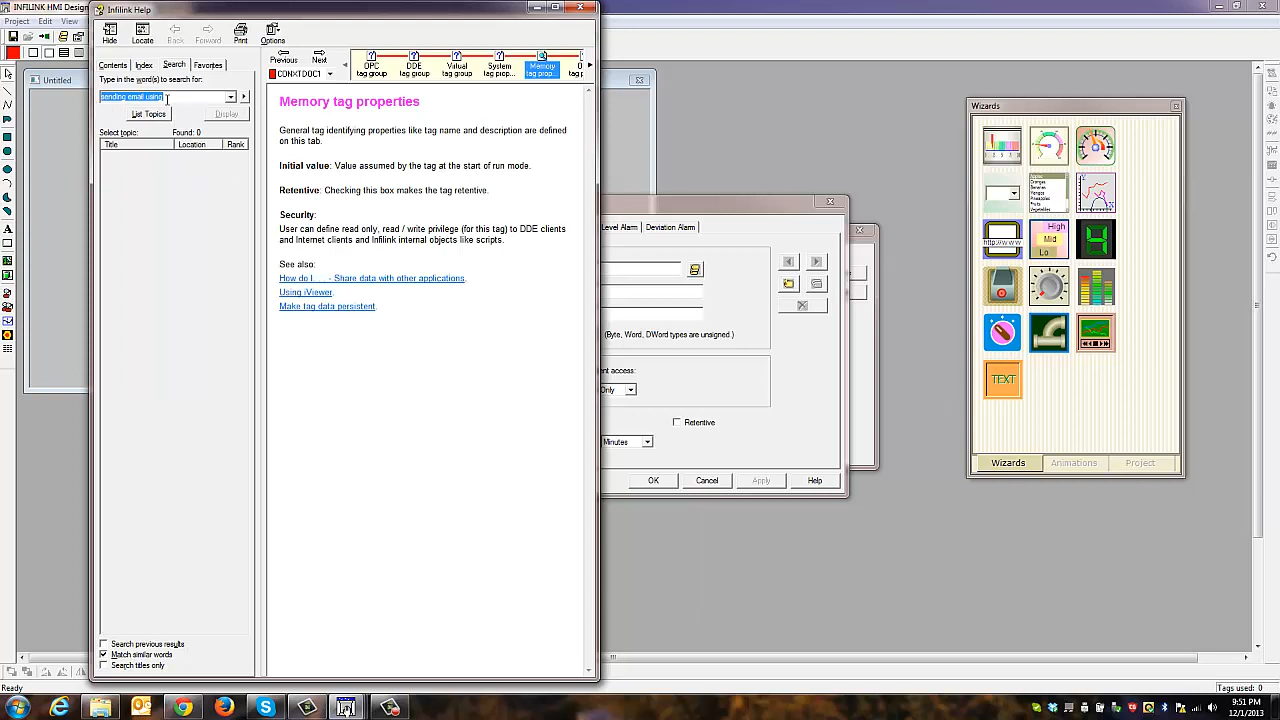 INFILINK HMI Desig
Infilink Help
Project Edit View
Hide Locate Back Forward Print Options
Contents Index Search Favorites
Type in the word(s) to search for:
sending email using
List Topics Display
Select topic: Found: 0
Title Location Rank
Search previous results
Match similar words
Search titles only
Previous Next
CONXTDOC1
OPC tag group
DDE tag group
Virtual tag group
System tag prop...
Memory tag prop...
Memory tag properties
General tag identifying properties like tag name and description are defined
on this tab.
Initial value: Value assumed by the tag at the start of run mode.
Retentive: Checking this box makes the tag retentive.
Security:
User can define read only, read / write privilege (for this tag) to DDE clients
and Internet clients and Infilink internal objects like scripts.
See also:
How do I. . . - Share data with other applications.
Using iViewer.
Make tag data persistent.
Untitled
Level Alarm Deviation Alarm
(Byte, Word, DWord types are unsigned.)
ent access:
Only
Retentive
Minutes
OK Cancel Apply Help
Wizards
http://www
High
Mid
Lo
TEXT
Wizards Animations Project
Ready
Tags used: 0
9:51 PM
12/1/2013